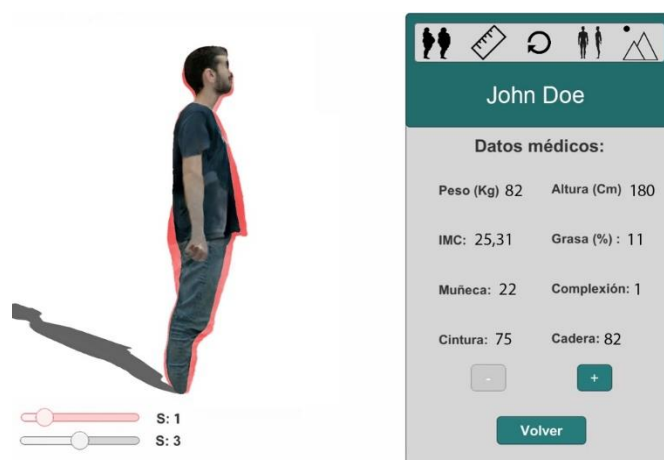 John Doe
Datos médicos:
Peso (Kg) 82 Altura (Cm) 180
IMC: 25,31 Grasa (%) : 11
Muñeca: 22 Complexión: 1
Cintura: 75 Cadera: 82
- +
Volver
S: 1
S: 3